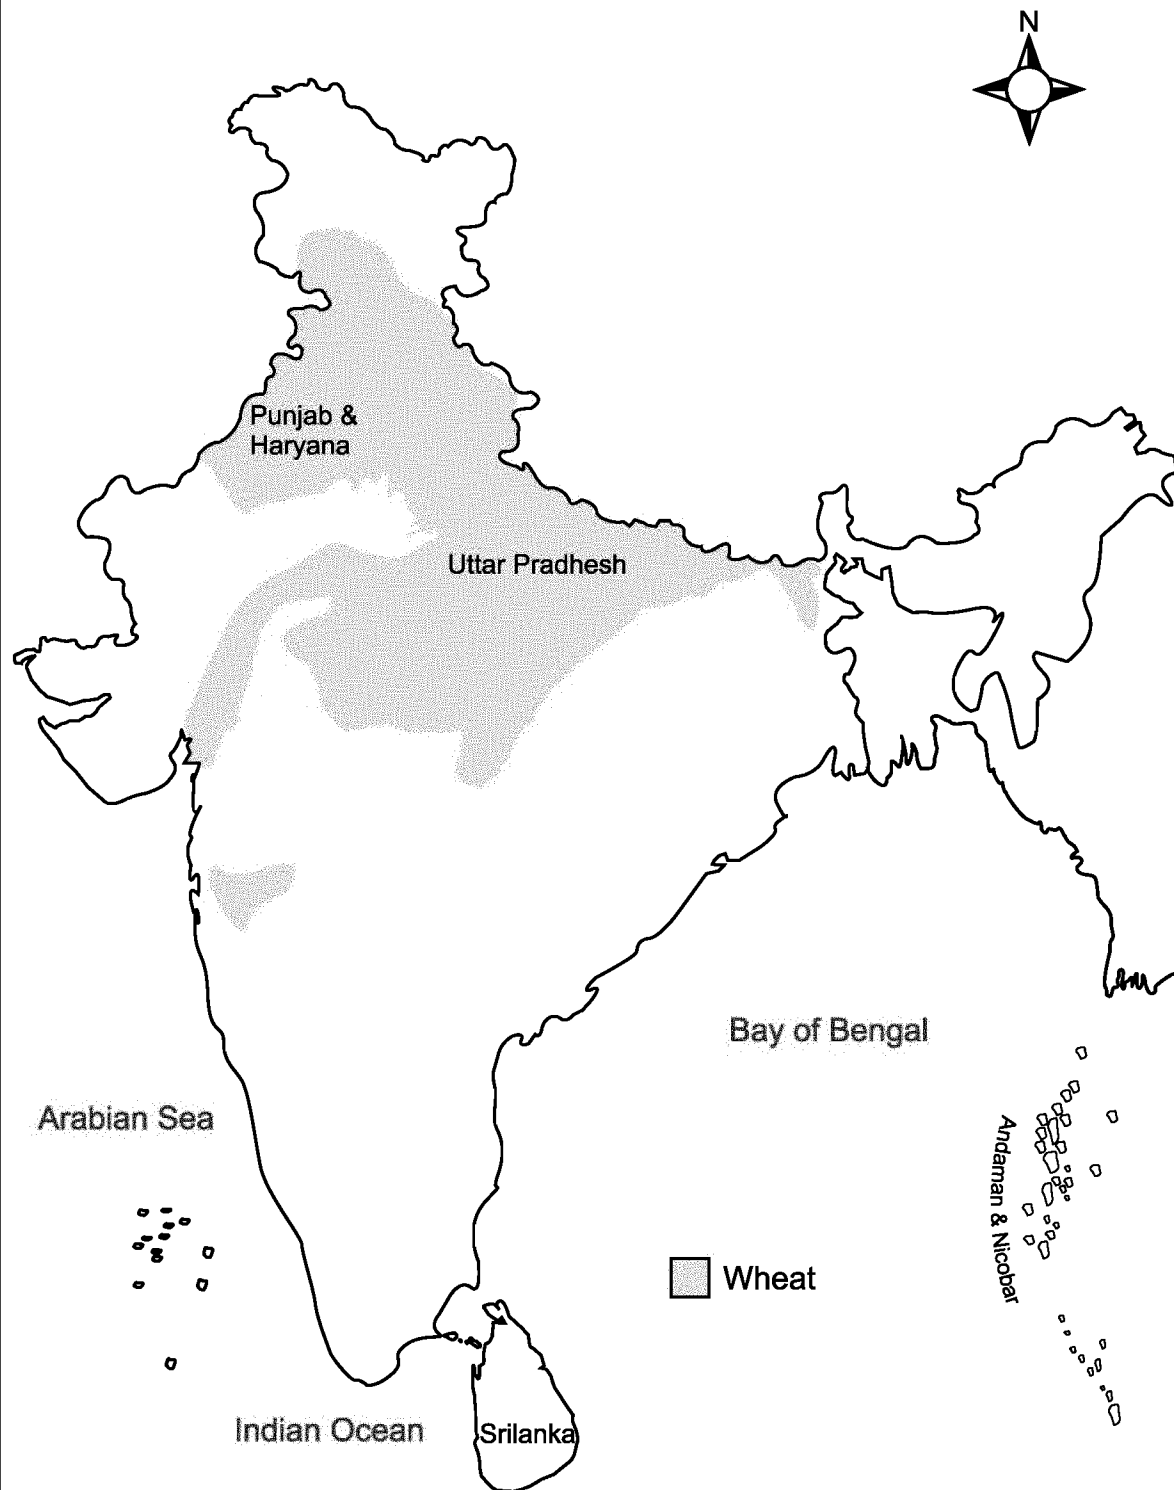 N
Punjab &
Haryana
Uttar Pradhesh
Bay of Bengal
Arabian Sea
Andaman & Nicobar
Wheat
Indian Ocean
Srilanka